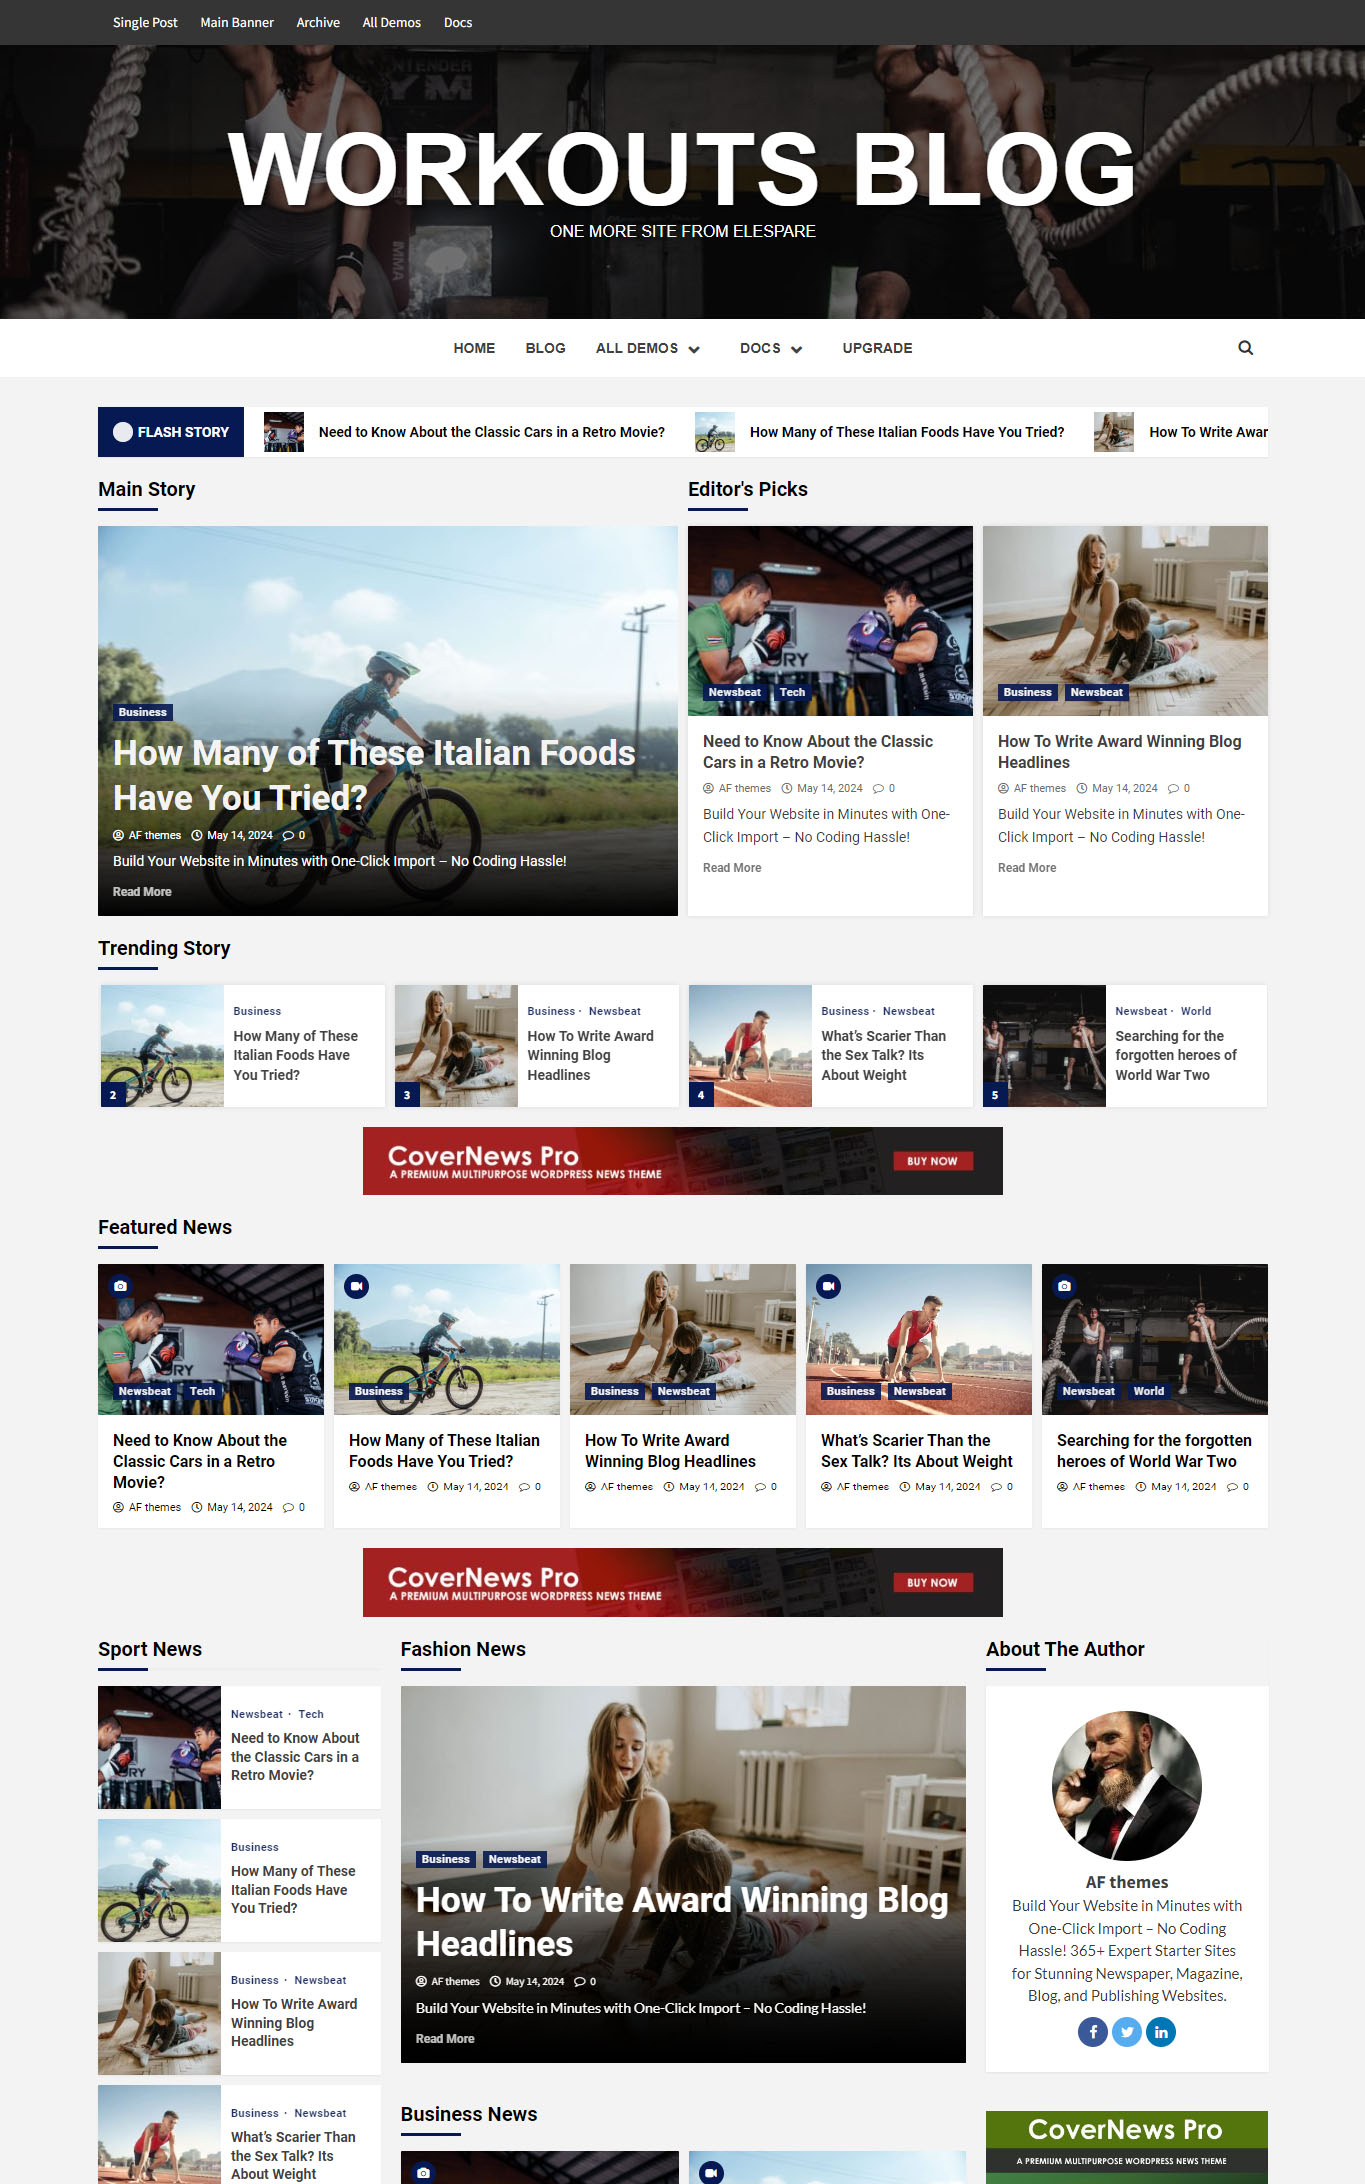 Single Post Main Banner Archive All Demos Docs
WORKOUTS BLOG
ONE MORE SITE FROM ELESPARE
HOME BLOG ALL DEMOS DOCS UPGRADE
FLASH STORY
Need to Know About the Classic Cars in a Retro Movie?
How Many of These Italian Foods Have You Tried?
How To Write Awar
Main Story
Business
How Many of These Italian Foods
Have You Tried?
AF themes May 14, 2024 0
Build Your Website in Minutes with One-Click Import – No Coding Hassle!
Read More
Editor's Picks
Newsbeat Tech
Need to Know About the Classic
Cars in a Retro Movie?
AF themes May 14, 2024 0
Build Your Website in Minutes with One-
Click Import – No Coding Hassle!
Read More
Business Newsbeat
How To Write Award Winning Blog
Headlines
AF themes May 14, 2024 0
Build Your Website in Minutes with One-
Click Import – No Coding Hassle!
Read More
Trending Story
2
Business
How Many of These
Italian Foods Have
You Tried?
3
Business · Newsbeat
How To Write Award
Winning Blog
Headlines
4
Business · Newsbeat
What’s Scarier Than
the Sex Talk? Its
About Weight
5
Newsbeat · World
Searching for the
forgotten heroes of
World War Two
CoverNews Pro
A PREMIUM MULTIPURPOSE WORDPRESS NEWS THEME
BUY NOW
Featured News
Newsbeat Tech
Need to Know About the
Classic Cars in a Retro
Movie?
AF themes May 14, 2024 0
Business
How Many of These Italian
Foods Have You Tried?
AF themes May 14, 2024 0
Business Newsbeat
How To Write Award
Winning Blog Headlines
AF themes May 14, 2024 0
Business Newsbeat
What’s Scarier Than the
Sex Talk? Its About Weight
AF themes May 14, 2024 0
Newsbeat World
Searching for the forgotten
heroes of World War Two
AF themes May 14, 2024 0
CoverNews Pro
A PREMIUM MULTIPURPOSE WORDPRESS NEWS THEME
BUY NOW
Sport News
Newsbeat · Tech
Need to Know About
the Classic Cars in a
Retro Movie?
Business
How Many of These
Italian Foods Have
You Tried?
Business · Newsbeat
How To Write Award
Winning Blog
Headlines
Business · Newsbeat
What’s Scarier Than
the Sex Talk? Its
About Weight
Fashion News
Business Newsbeat
How To Write Award Winning Blog
Headlines
AF themes May 14, 2024 0
Build Your Website in Minutes with One-Click Import – No Coding Hassle!
Read More
Business News
About The Author
AF themes
Build Your Website in Minutes with
One-Click Import – No Coding
Hassle! 365+ Expert Starter Sites
for Stunning Newspaper, Magazine,
Blog, and Publishing Websites.
CoverNews Pro
A PREMIUM MULTIPURPOSE WORDPRESS NEWS THEME